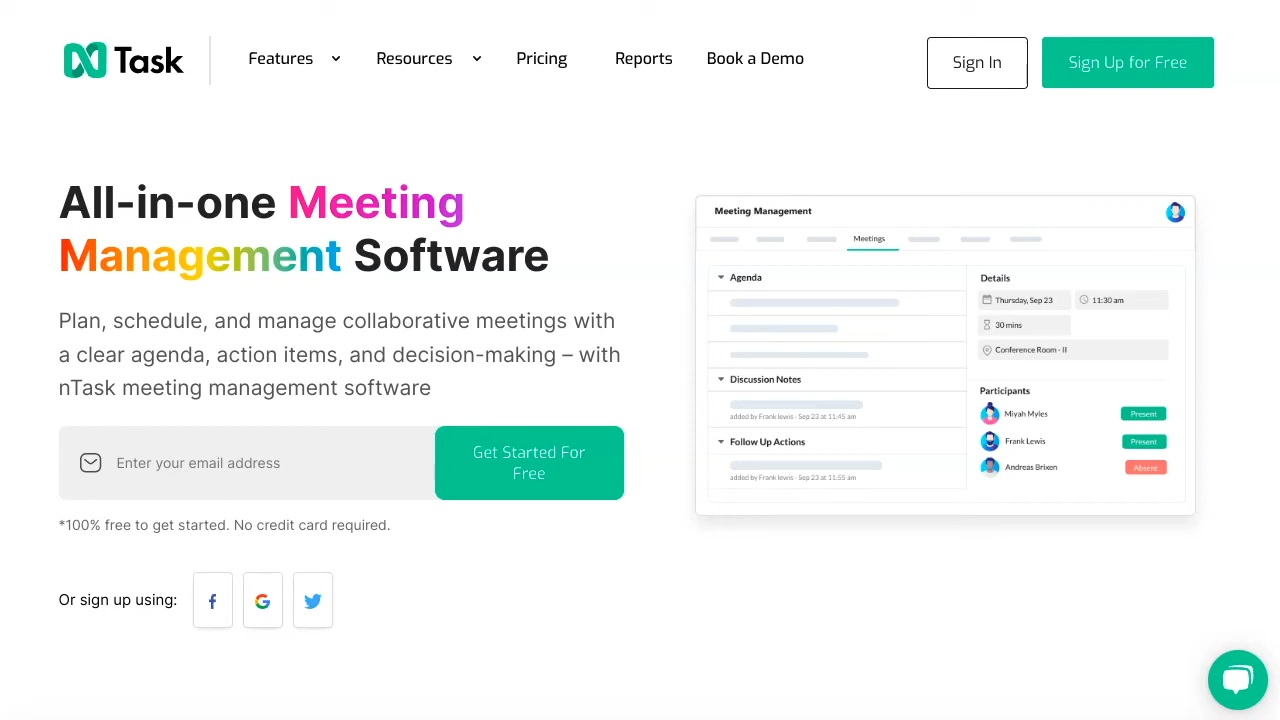 Task
Features
Resources
Pricing
Reports
Book a Demo
Sign In
Sign Up for Free
All-in-one Meeting
Management Software
Plan, schedule, and manage collaborative meetings with
a clear agenda, action items, and decision-making – with
nTask meeting management software
Enter your email address
Get Started For
Free
*100% free to get started. No credit card required.
Or sign up using:
Meeting Management
Meetings
Agenda
Discussion Notes
added by Frank lewis - Sep 23 at 11:45 am
Follow Up Actions
added by Frank lewis - Sep 23 at 11:55 am
Details
Thursday, Sep 23
11:30 am
30 mins
Conference Room - II
Participants
Miyah Myles
Present
Frank Lewis
Present
Andreas Brixen
Absent